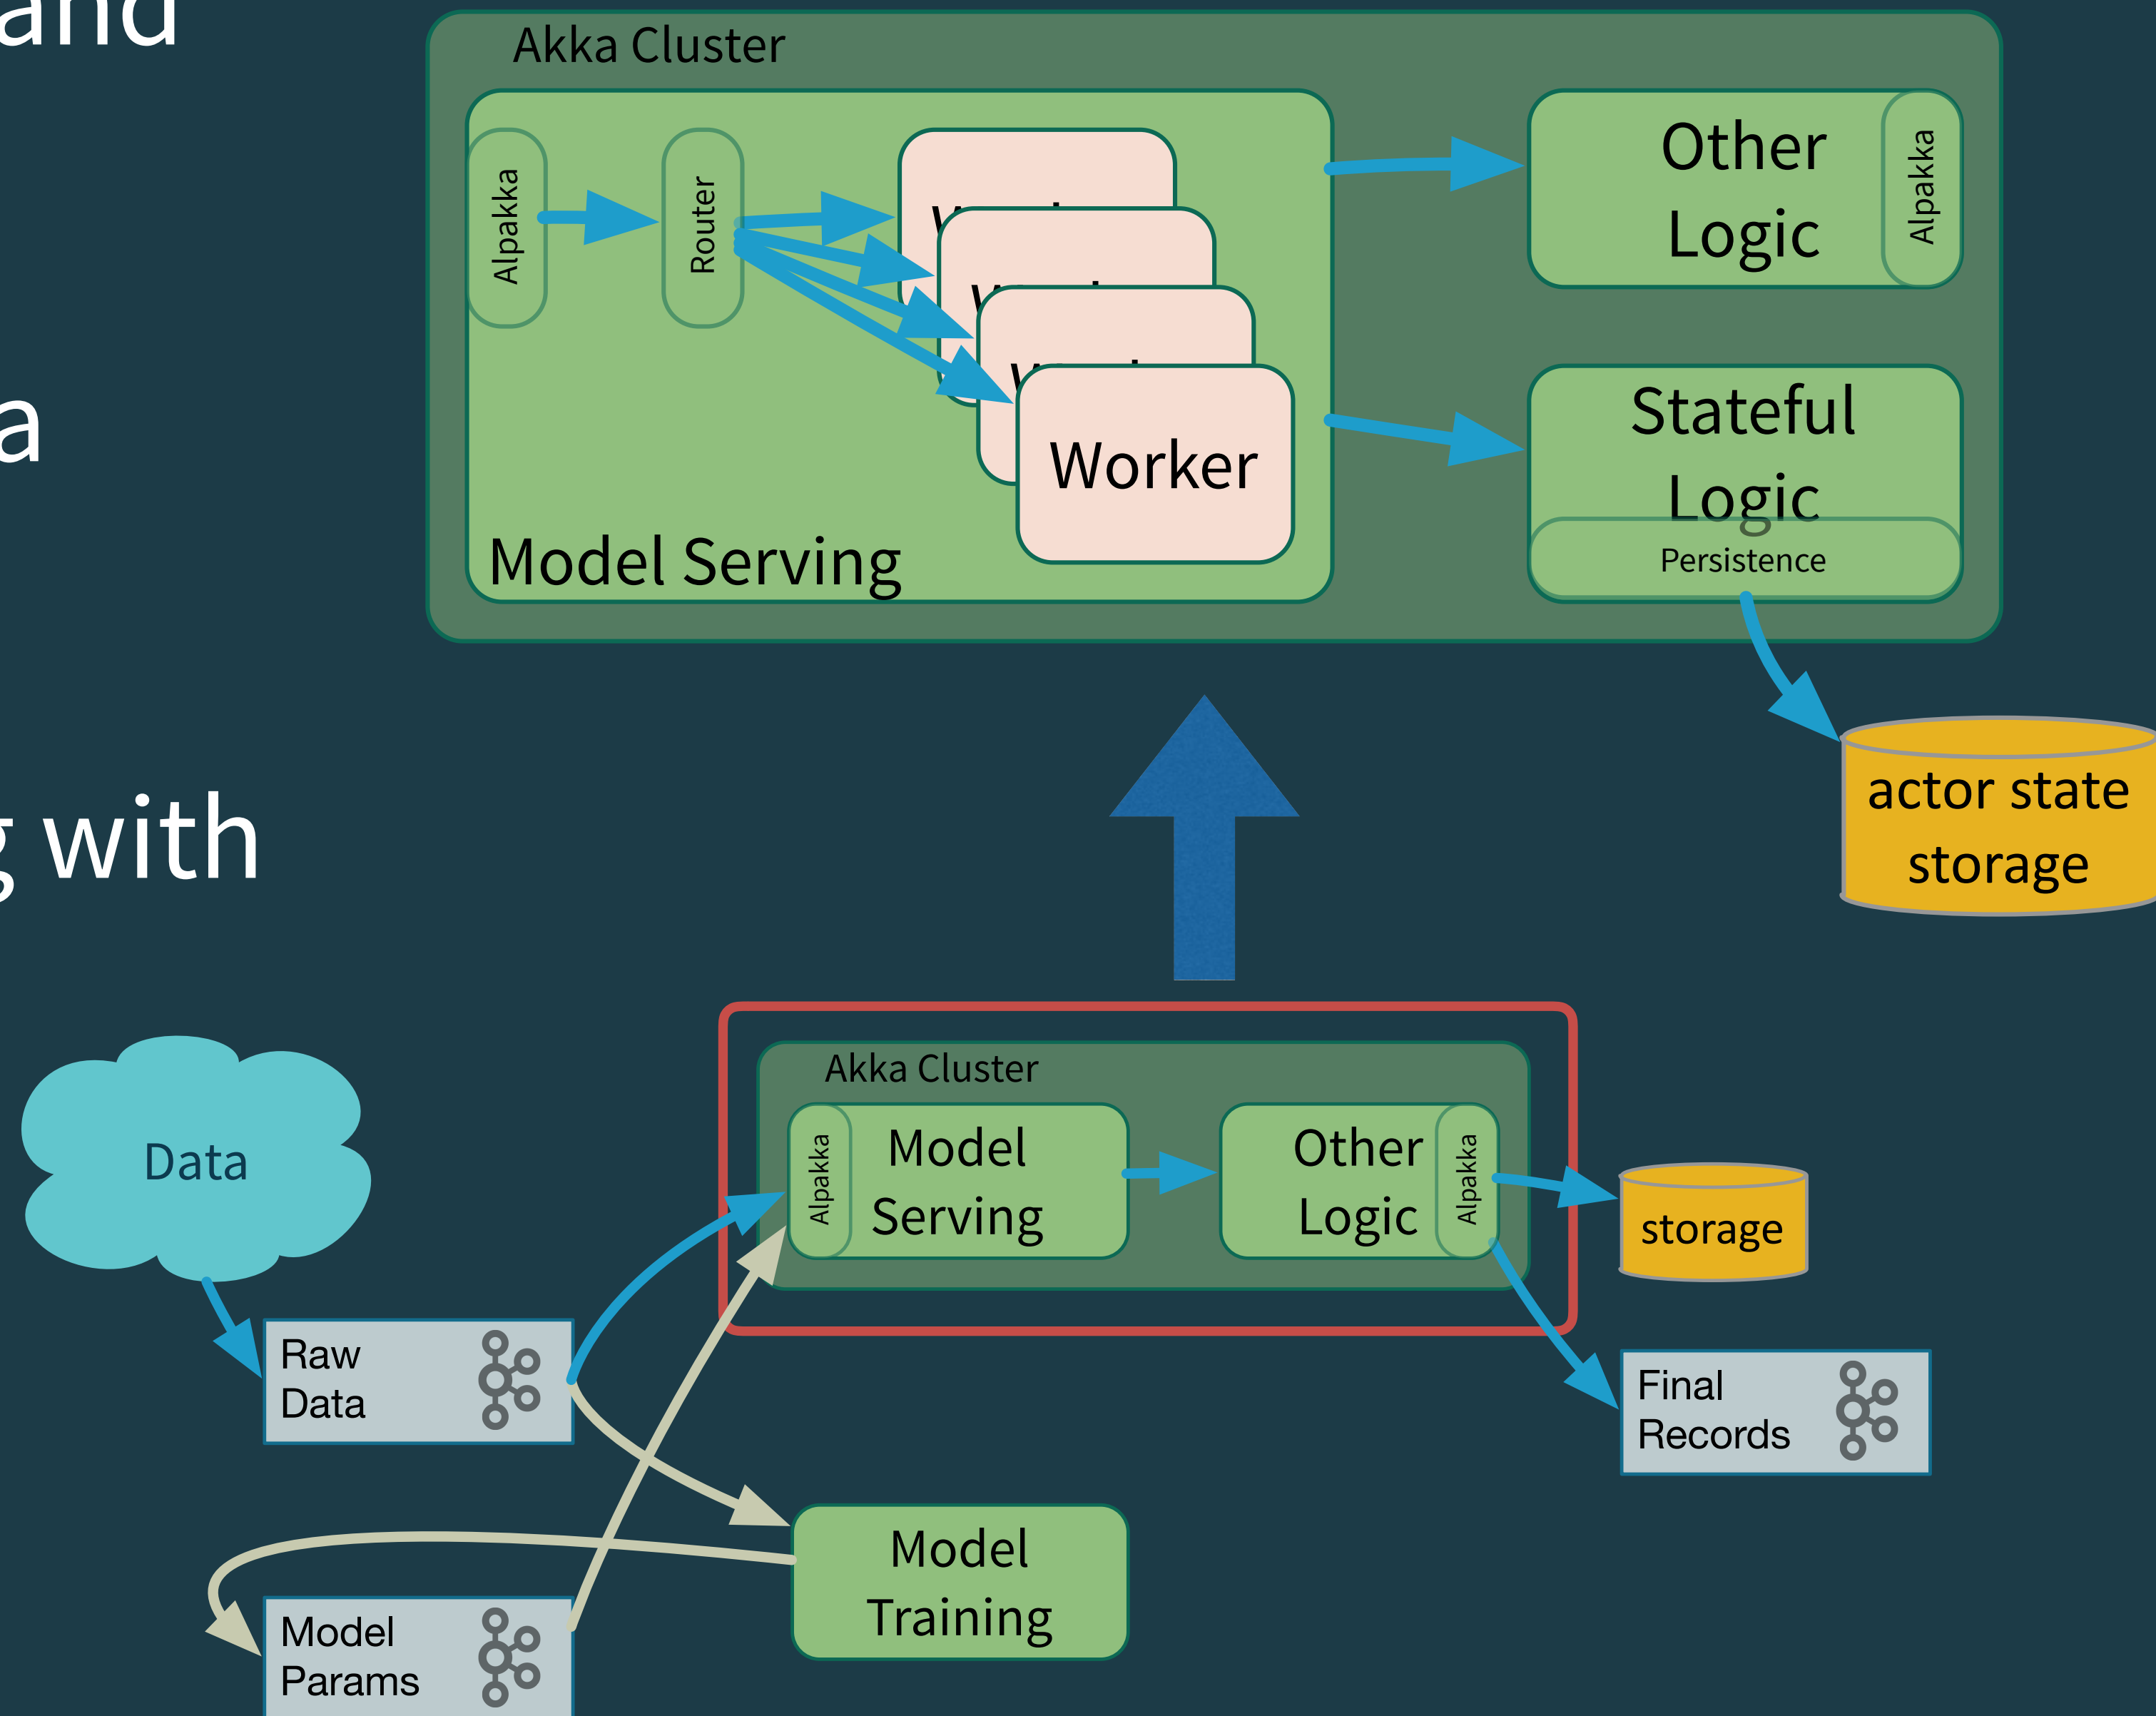 and
a
g with
Akka Cluster
Alpakka
Router
Worker
Model Serving
Other
Logic
Alpakka
Stateful
Logic
Persistence
actor state
storage
Data
Akka Cluster
Alpakka
Model
Serving
Other
Logic
Alpakka
storage
Raw
Data
Final
Records
Model
Training
Model
Params